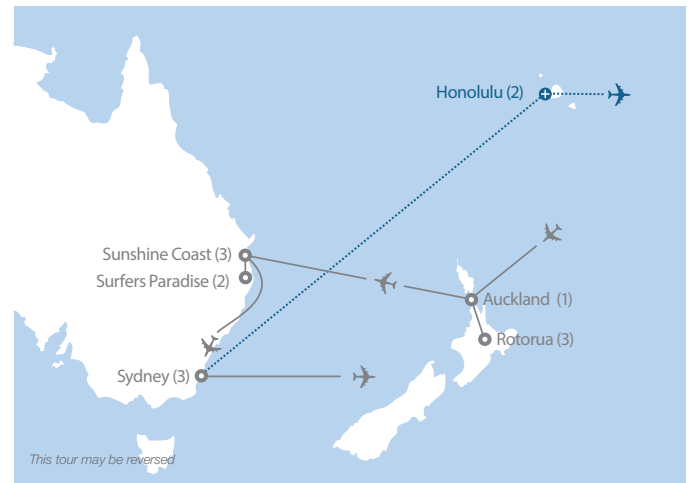 Honolulu (2)
Sunshine Coast (3)
Surfers Paradise (2)
Auckland (1)
Rotorua (3)
Sydney (3)
This tour may be reversed